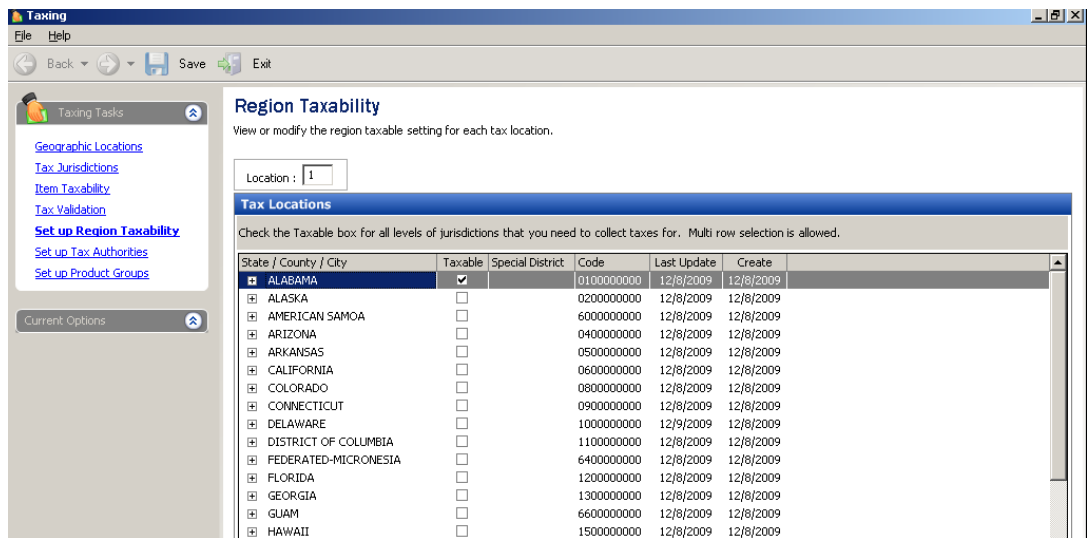 Taxing
File Help
Back Save Exit
Taxing Tasks
Geographic Locations
Tax Jurisdictions
Item Taxability
Tax Validation
Set up Region Taxability
Set up Tax Authorities
Set up Product Groups
Current Options
Region Taxability
View or modify the region taxable setting for each tax location.
Location : 1
Tax Locations
Check the Taxable box for all levels of jurisdictions that you need to collect taxes for. Multi row selection is allowed.
State / County / City Taxable Special District Code Last Update Create
ALABAMA 0100000000 12/8/2009 12/8/2009
ALASKA 0200000000 12/8/2009 12/8/2009
AMERICAN SAMOA 6000000000 12/8/2009 12/8/2009
ARIZONA 0400000000 12/8/2009 12/8/2009
ARKANSAS 0500000000 12/8/2009 12/8/2009
CALIFORNIA 0600000000 12/8/2009 12/8/2009
COLORADO 0800000000 12/8/2009 12/8/2009
CONNECTICUT 0900000000 12/8/2009 12/8/2009
DELAWARE 1000000000 12/9/2009 12/8/2009
DISTRICT OF COLUMBIA 1100000000 12/8/2009 12/8/2009
FEDERATED-MICRONESIA 6400000000 12/8/2009 12/8/2009
FLORIDA 1200000000 12/8/2009 12/8/2009
GEORGIA 1300000000 12/8/2009 12/8/2009
GUAM 6600000000 12/8/2009 12/8/2009
HAWAII 1500000000 12/8/2009 12/8/2009